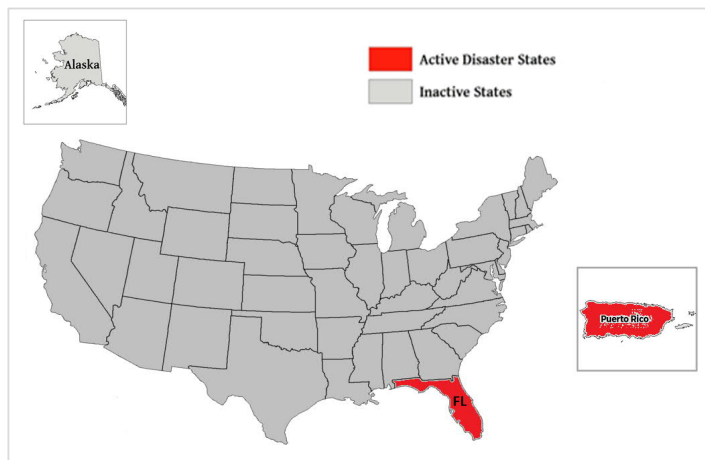 Alaska
Active Disaster States
Inactive States
Puerto Rico
FL